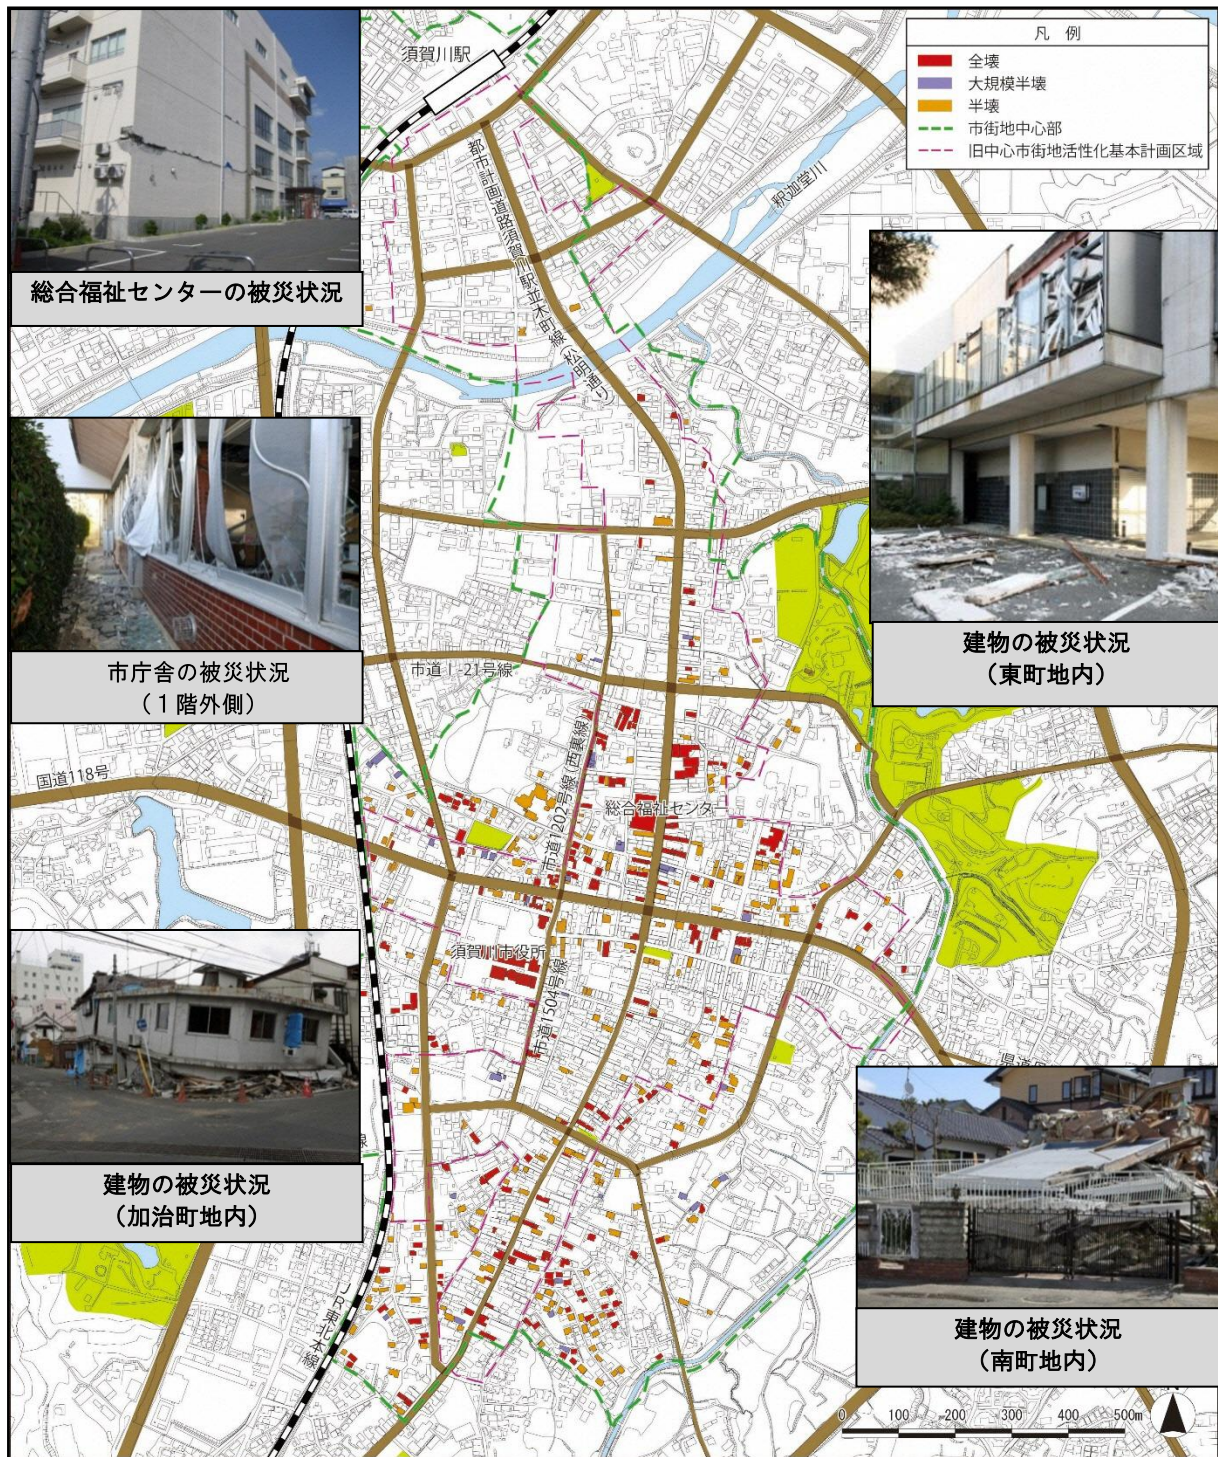 須賀川駅
凡 例
全壊
大規模半壊
半壊
市街地中心部
旧中心市街地活性化基本計画区域
都市計画道路須賀川駅並木町線
松明通り
釈迦堂川
総合福祉センターの被災状況
市庁舎の被災状況
（１階外側）
建物の被災状況
（東町地内）
市道Ⅰ-21号線
国道118号
市道1202号線(西裏線)
総合福祉センター
須賀川市役所
市道1504号線
建物の被災状況
（加治町地内）
県道
線
JR東北本線
建物の被災状況
（南町地内）
0 100 200 300 400 500m